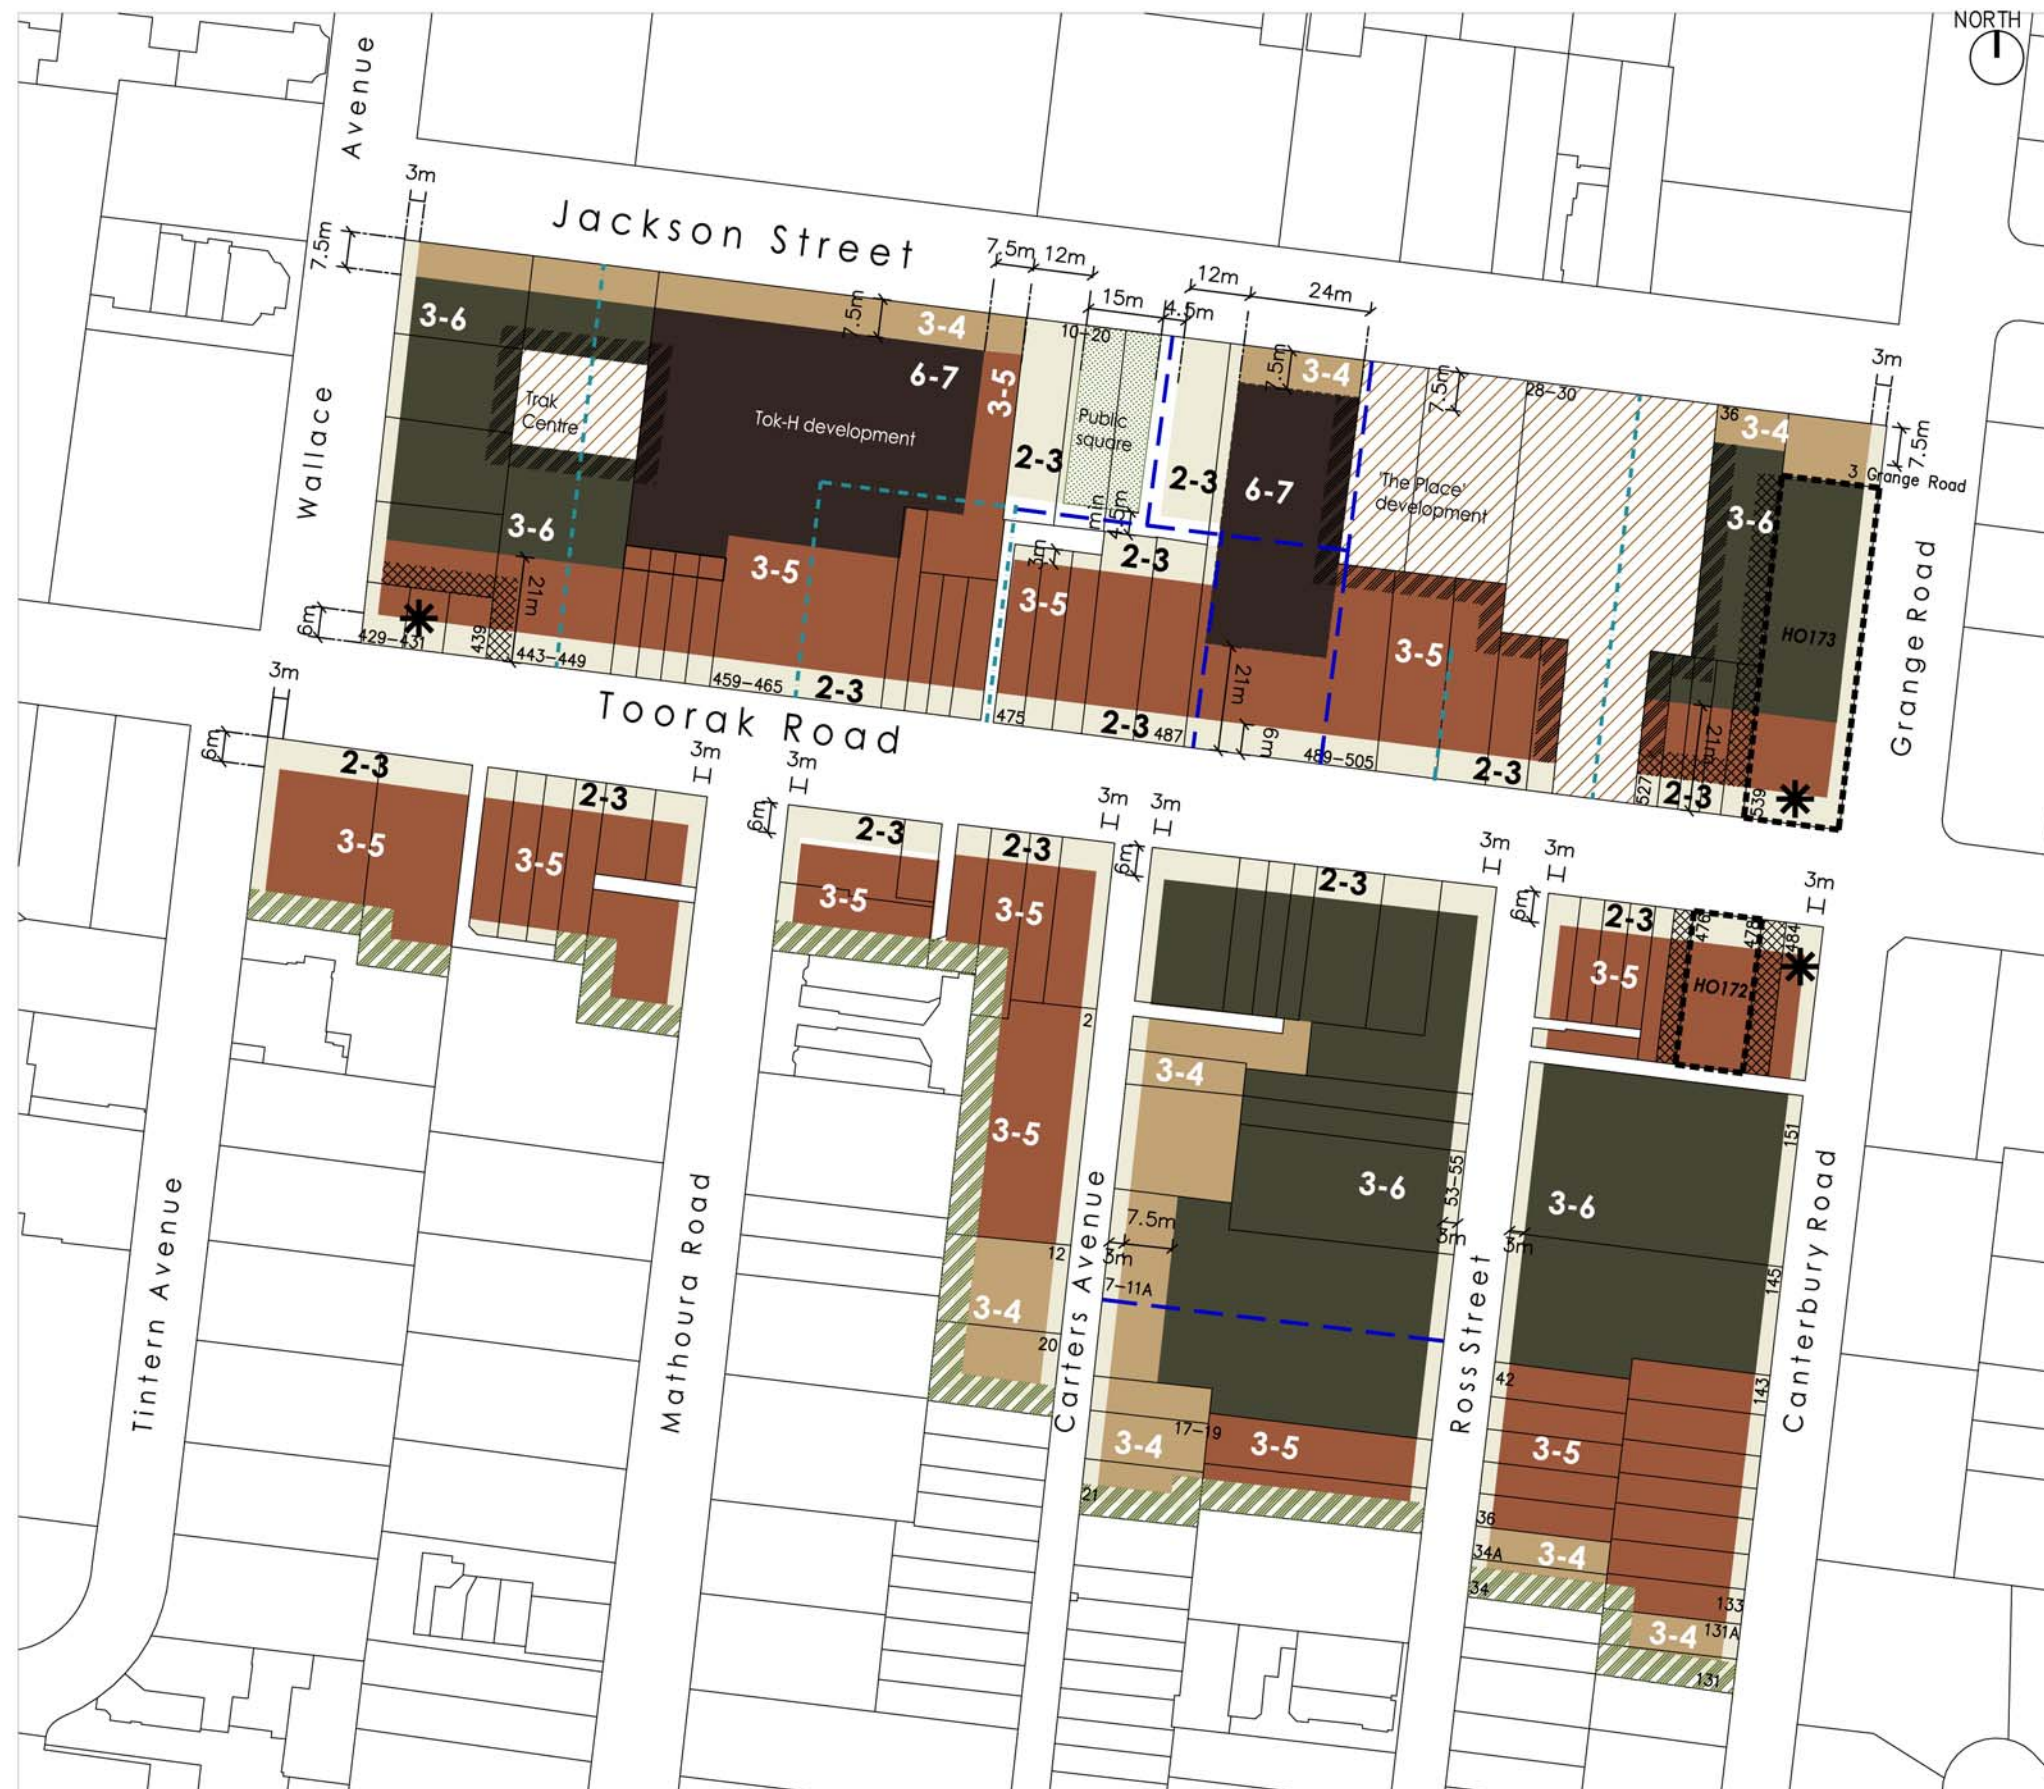 NORTH
Avenue
3m
7.5m
Jackson Street
7.5m 12m
12m
24m
15m
4.5m
10-20
3-6
3-4
7.5m
6-7
3-5
Trak
Centre
Tok-H development
Public
square
2-3
2-3
7.5m
3-4
7.5m
28-30
36
3-4
3m
7.5m
3 Grange Road
6-7
'The Place'
development
3-6
HO173
Wallace
Grange Road
3-6
min
4.5m
3m
2-3
3-5
3-5
3-5
21m
6m
429-431
439
443-449
459-465
2-3
475
2-3
487
21m
6m
489-505
2-3
527
2-3
21m
539
Toorak Road
3m
6m
2-3
2-3
3m
3m
6m
2-3
2-3
3m
3m
6m
2-3
3m
3m
6m
2-3
476
478
484
3m
3-5
3-5
3-5
3-5
3-5
HO172
2
3-4
3-5
3-6
53-55
3m
3-6
3m
151
145
7.5m
3m
7-11A
12
3-4
20
Tintern Avenue
Mathoura Road
Carters Avenue
Ross Street
Canterbury Road
42
143
3-4
17-19
3-5
3-5
21
36
34A
3-4
34
133
3-4
131A
131